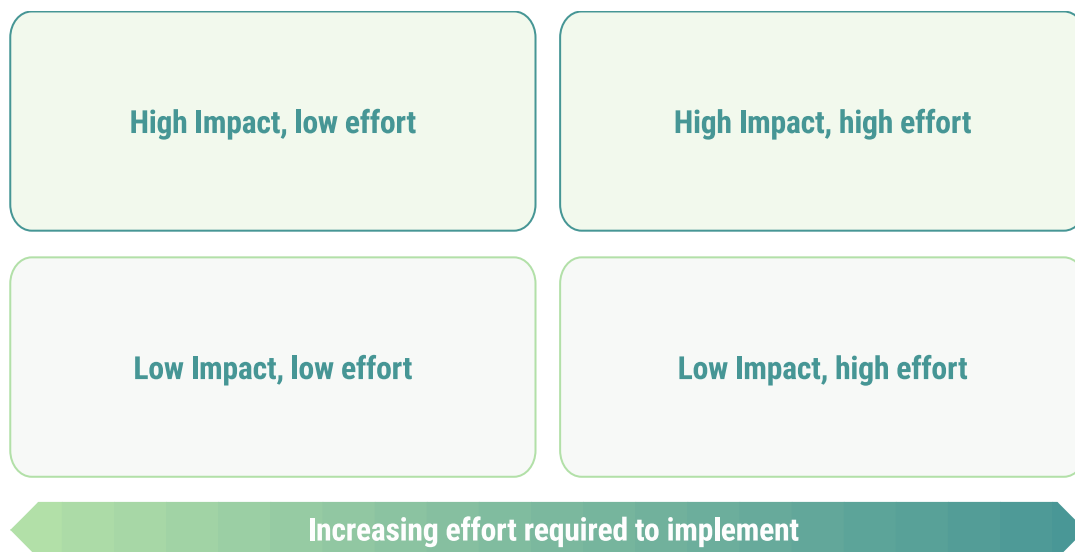 High Impact, low effort
High Impact, high effort
Low Impact, low effort
Low Impact, high effort
Increasing effort required to implement